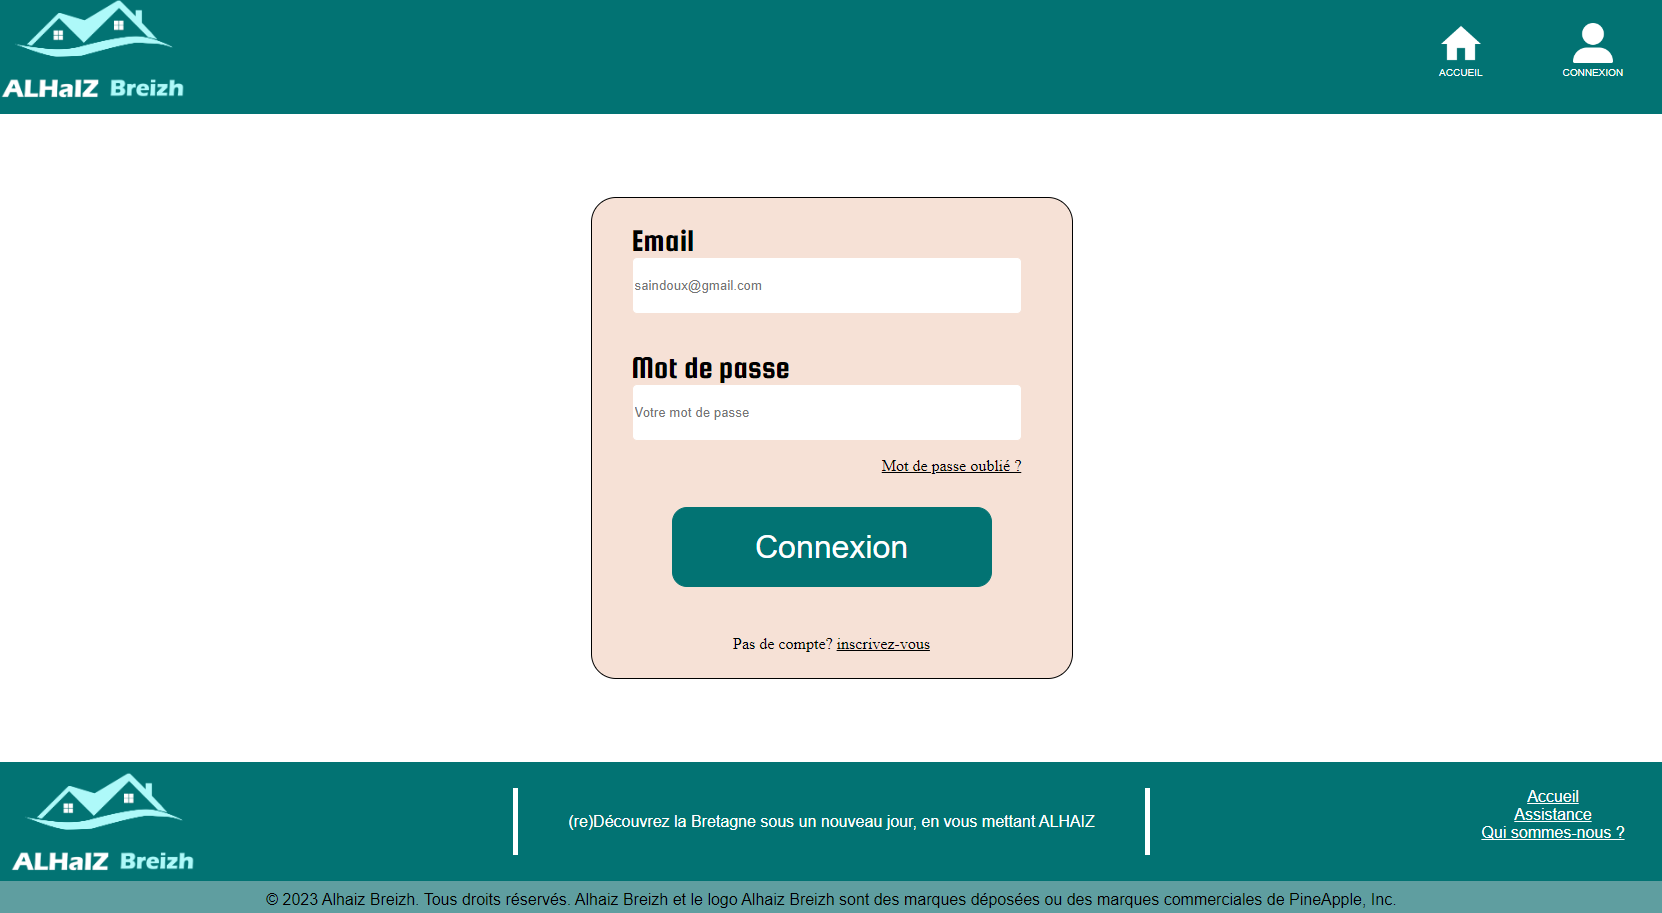 ALHaIZ Breizh
ACCUEIL
CONNEXION
Email
saindoux@gmail.com
Mot de passe
Votre mot de passe
Mot de passe oublié ?
Connexion
Pas de compte? inscrivez-vous
ALHaIZ Breizh
(re)Découvrez la Bretagne sous un nouveau jour, en vous mettant ALHAIZ
Accueil
Assistance
Qui sommes-nous ?
© 2023 Alhaiz Breizh. Tous droits réservés. Alhaiz Breizh et le logo Alhaiz Breizh sont des marques déposées ou des marques commerciales de PineApple, Inc.